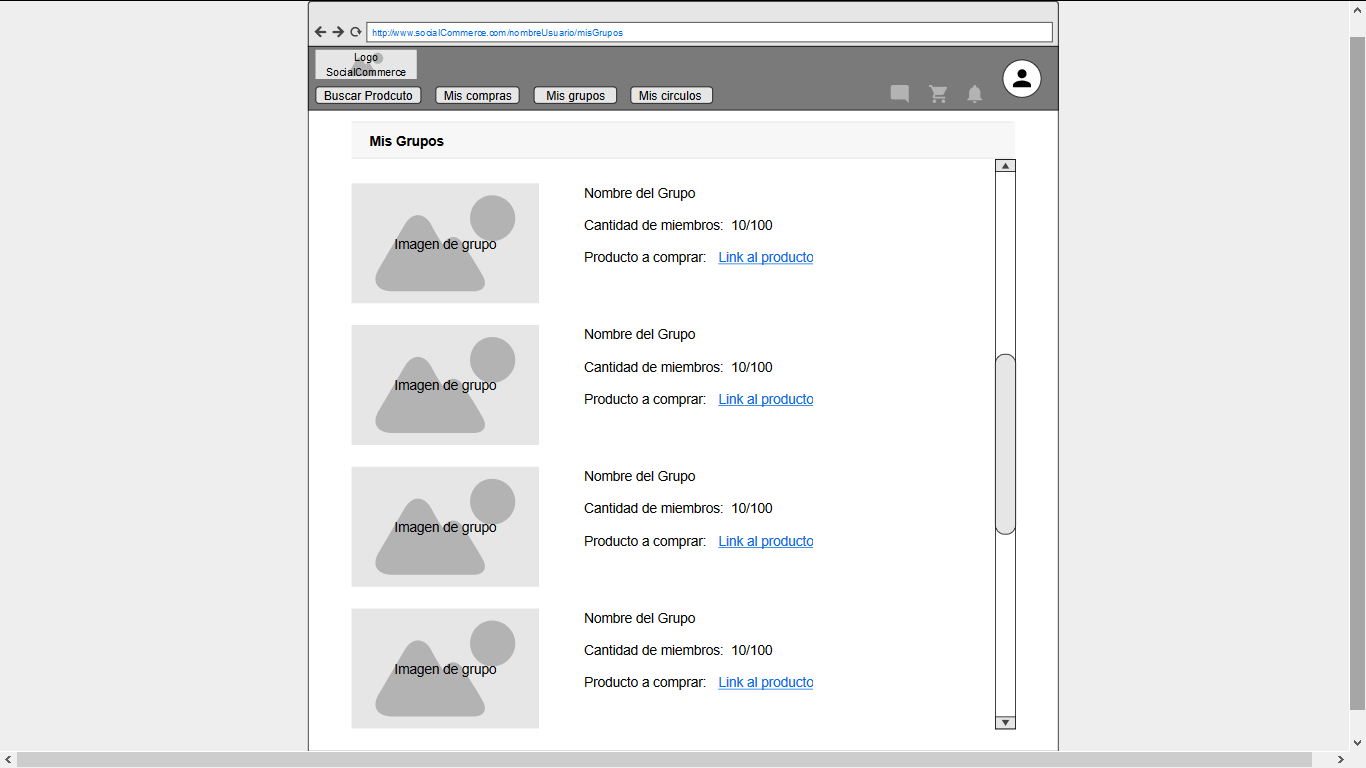 http://www.socialCommerce.com/nombreUsuario/misGrupos
Logo
SocialCommerce
Buscar Prodcuto
Mis compras
Mis grupos
Mis circulos
Mis Grupos
Imagen de grupo
Nombre del Grupo
Cantidad de miembros: 10/100
Producto a comprar: Link al producto
Imagen de grupo
Nombre del Grupo
Cantidad de miembros: 10/100
Producto a comprar: Link al producto
Imagen de grupo
Nombre del Grupo
Cantidad de miembros: 10/100
Producto a comprar: Link al producto
Imagen de grupo
Nombre del Grupo
Cantidad de miembros: 10/100
Producto a comprar: Link al producto